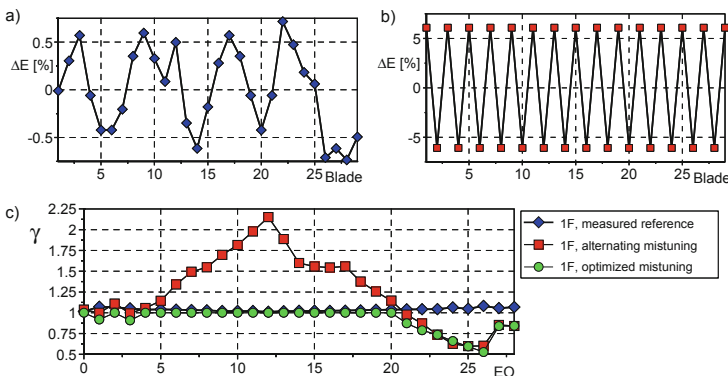 a)
b)
ΔE [%]
0.5
0
-0.5
5
10
15
20
25
Blade
ΔE [%]
5
0
-5
5
10
15
20
25
Blade
c)
γ
2.25
2
1.75
1.5
1.25
1
0.75
0.5
0
5
10
15
20
25
EO
1F, measured reference
1F, alternating mistuning
1F, optimized mistuning